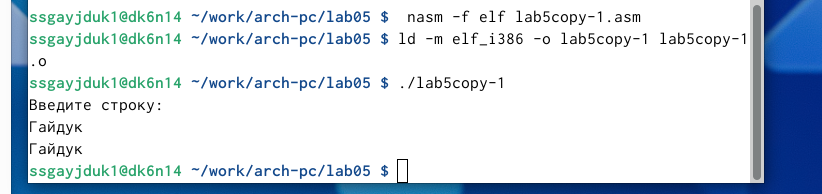 ssgayjduk1@dk6n14 ~/work/arch-pc/lab05 $  nasm -f elf lab5copy-1.asm
ssgayjduk1@dk6n14 ~/work/arch-pc/lab05 $ ld -m elf_i386 -o lab5copy-1 lab5copy-1
.o
ssgayjduk1@dk6n14 ~/work/arch-pc/lab05 $ ./lab5copy-1
Введите строку:
Гайдук
Гайдук
ssgayjduk1@dk6n14 ~/work/arch-pc/lab05 $